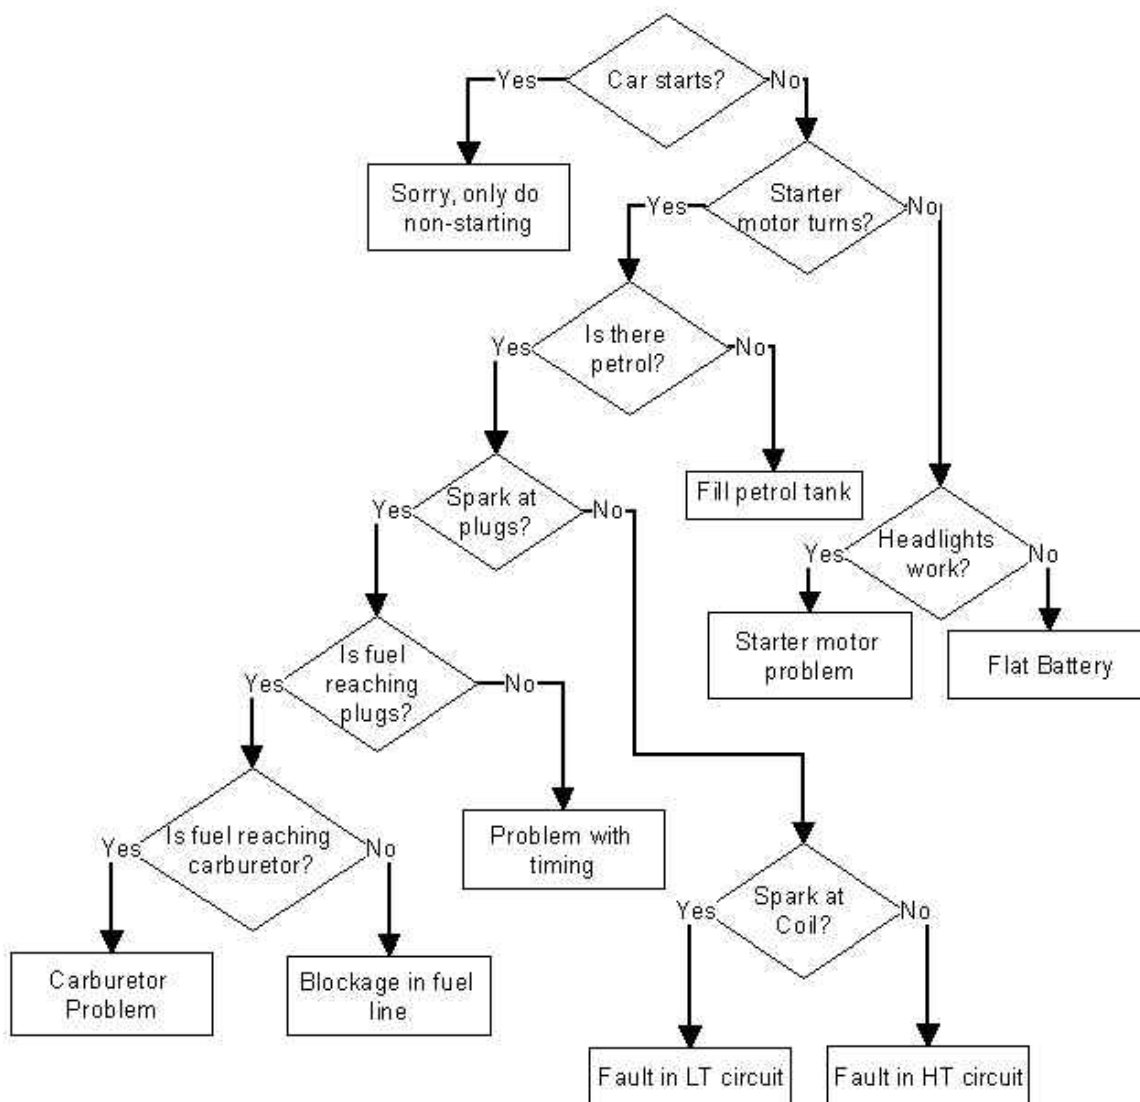 Car starts?
Yes
No
Sorry, only do
non-starting
Starter
motor turns?
Yes
No
Is there
petrol?
Yes
No
Fill petrol tank
Spark at
plugs?
Yes
No
Headlights
work?
Yes
No
Starter motor
problem
Flat Battery
Is fuel
reaching
plugs?
Yes
No
Problem with
timing
Is fuel reaching
carburetor?
Yes
No
Carburetor
Problem
Blockage in fuel
line
Spark at
Coil?
Yes
No
Fault in LT circuit
Fault in HT circuit